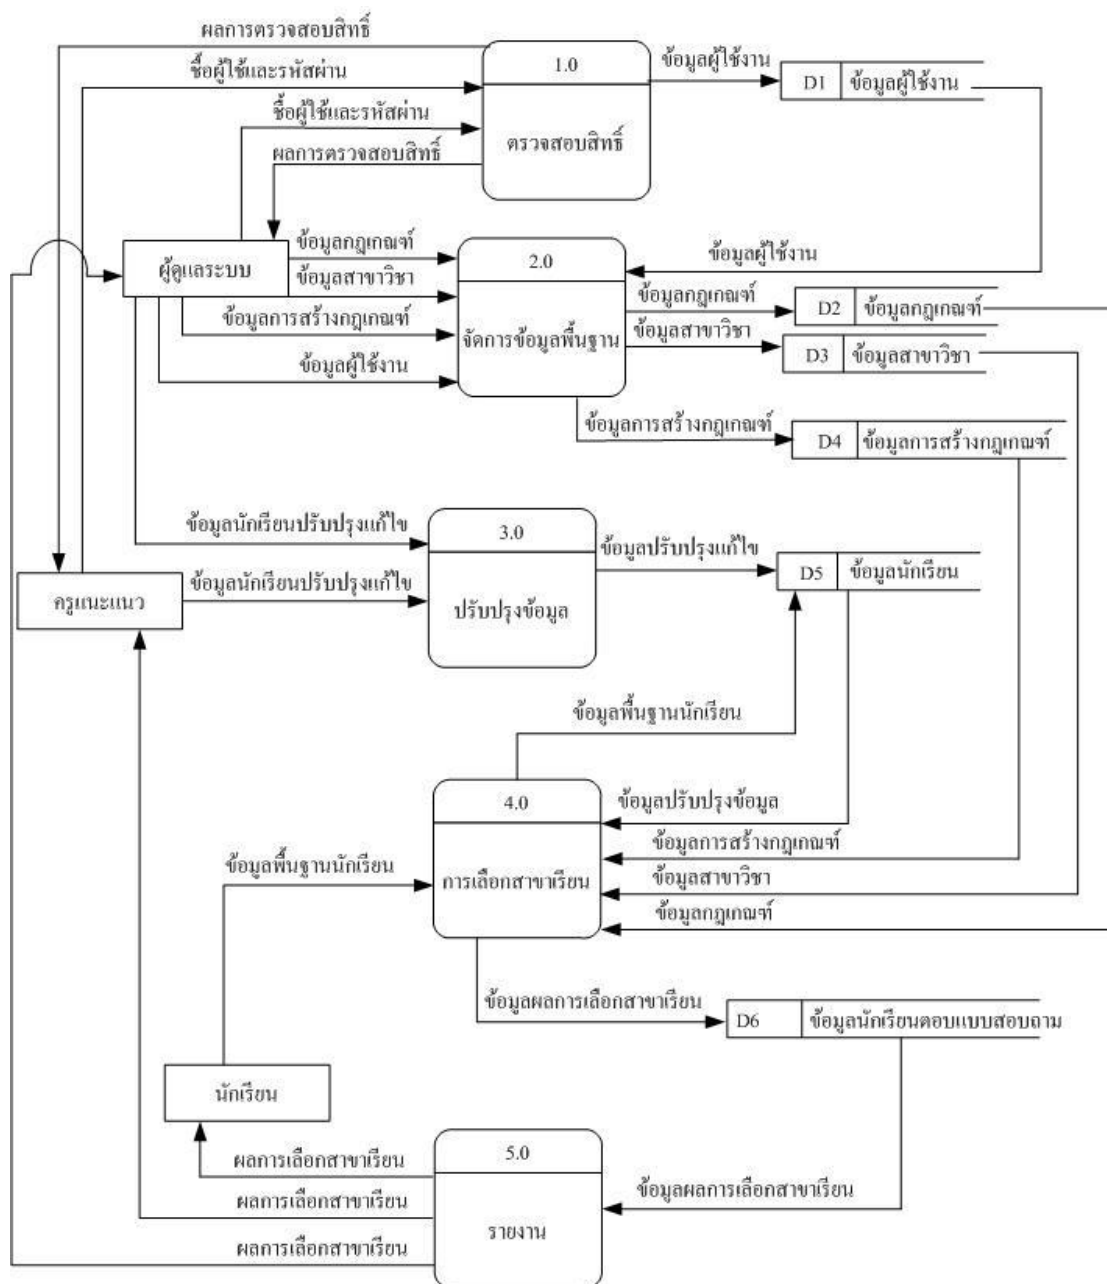 ผลการตรวจสอบสิทธิ์
ชื่อผู้ใช้และรหัสผ่าน
ชื่อผู้ใช้และรหัสผ่าน
ผลการตรวจสอบสิทธิ์
1.0
ตรวจสอบสิทธิ์
ข้อมูลผู้ใช้งาน
D1 ข้อมูลผู้ใช้งาน
ผู้ดูแลระบบ
ข้อมูลกฎเกณฑ์
ข้อมูลสาขาวิชา
ข้อมูลการสร้างกฎเกณฑ์
ข้อมูลผู้ใช้งาน
2.0
จัดการข้อมูลพื้นฐาน
ข้อมูลผู้ใช้งาน
ข้อมูลกฎเกณฑ์
D2 ข้อมูลกฎเกณฑ์
ข้อมูลสาขาวิชา
D3 ข้อมูลสาขาวิชา
ข้อมูลการสร้างกฎเกณฑ์
D4 ข้อมูลการสร้างกฎเกณฑ์
ข้อมูลนักเรียนปรับปรุงแก้ไข
ครูแนะแนว
ข้อมูลนักเรียนปรับปรุงแก้ไข
3.0
ปรับปรุงข้อมูล
ข้อมูลปรับปรุงแก้ไข
D5 ข้อมูลนักเรียน
ข้อมูลพื้นฐานนักเรียน
ข้อมูลพื้นฐานนักเรียน
4.0
การเลือกสาขาเรียน
ข้อมูลปรับปรุงข้อมูล
ข้อมูลการสร้างกฎเกณฑ์
ข้อมูลสาขาวิชา
ข้อมูลกฎเกณฑ์
ข้อมูลผลการเลือกสาขาเรียน
D6 ข้อมูลนักเรียนตอบแบบสอบถาม
นักเรียน
ผลการเลือกสาขาเรียน
ผลการเลือกสาขาเรียน
ผลการเลือกสาขาเรียน
5.0
รายงาน
ข้อมูลผลการเลือกสาขาเรียน